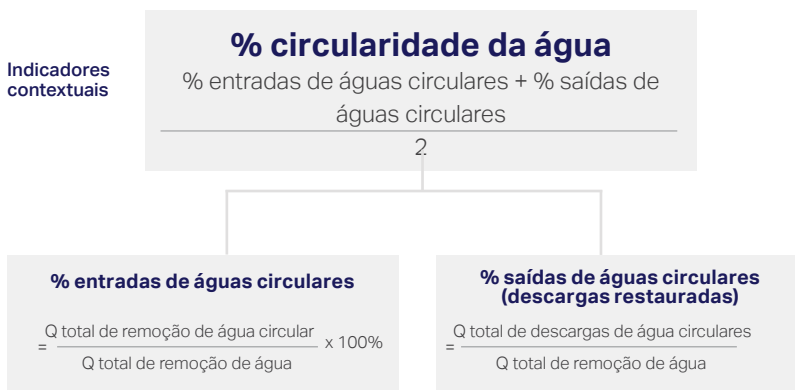 Indicadores
contextuais
% circularidade da água
% entradas de águas circulares + % saídas de
águas circulares
2
% entradas de águas circulares
= Q total de remoção de água circular x 100%
Q total de remoção de água
% saídas de águas circulares
(descargas restauradas)
= Q total de descargas de água circulares
Q total de remoção de água